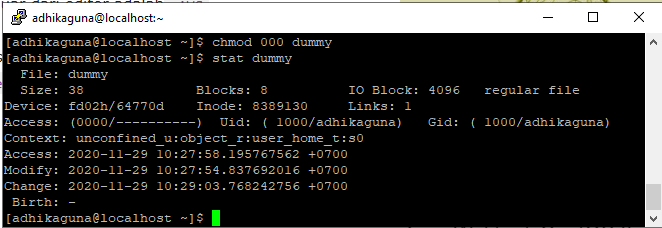 adhikaguna@localhost:~
[adhikaguna@localhost ~]$ chmod 000 dummy
[adhikaguna@localhost ~]$ stat dummy
  File: dummy
  Size: 38              Blocks: 8          IO Block: 4096   regular file
Device: fd02h/64770d    Inode: 8389130     Links: 1
Access: (0000/----------)  Uid: ( 1000/adhikaguna)   Gid: ( 1000/adhikaguna)
Context: unconfined_u:object_r:user_home_t:s0
Access: 2020-11-29 10:27:58.195767562 +0700
Modify: 2020-11-29 10:27:54.837692016 +0700
Change: 2020-11-29 10:29:03.768242756 +0700
 Birth: -
[adhikaguna@localhost ~]$